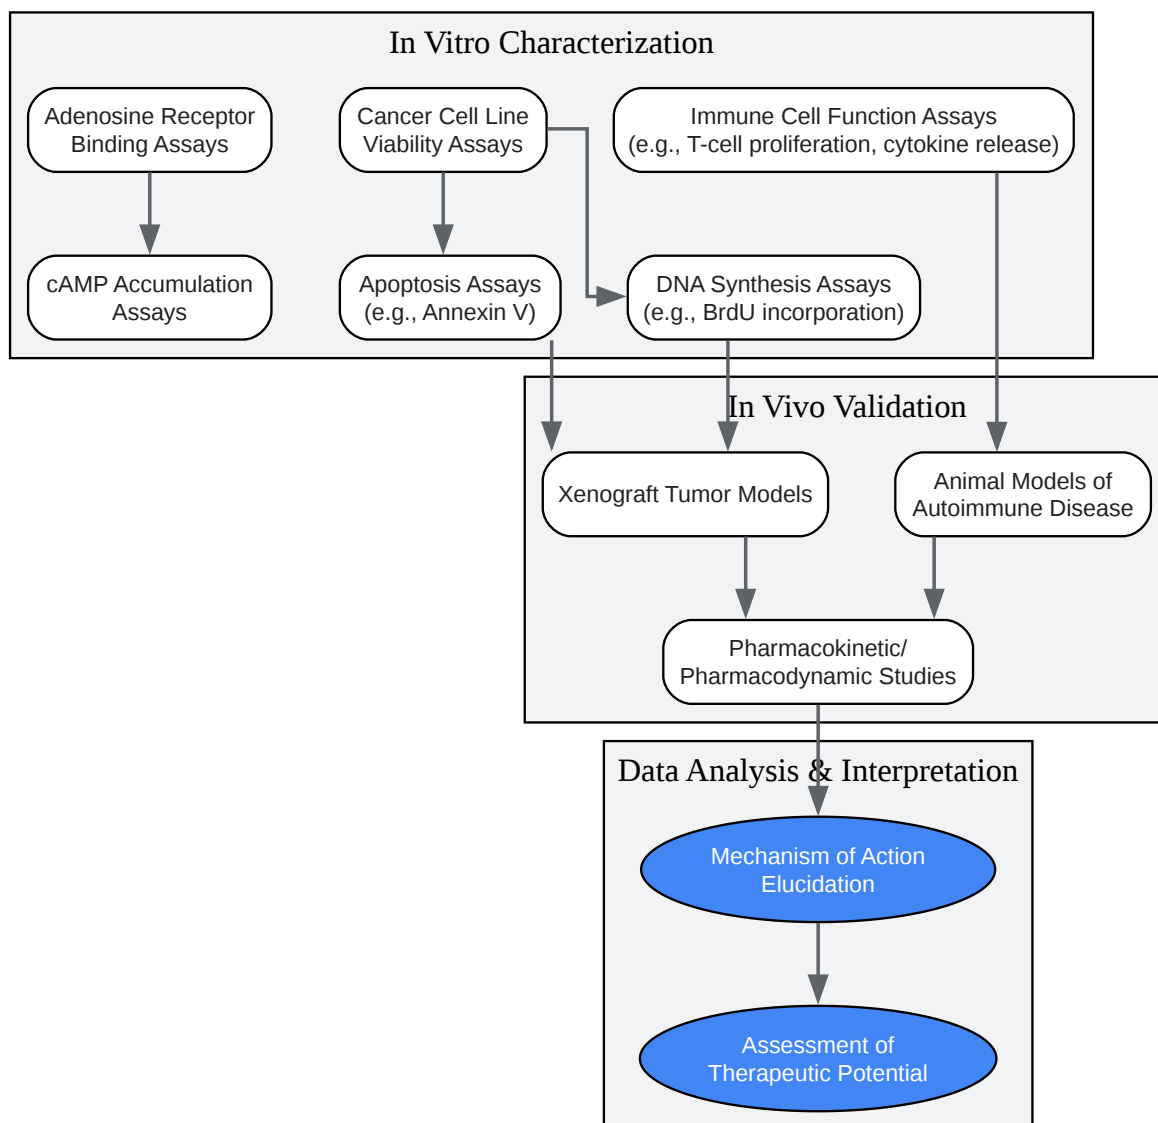 In Vitro Characterization
Adenosine Receptor
Binding Assays
Cancer Cell Line
Viability Assays
Immune Cell Function Assays
(e.g., T-cell proliferation, cytokine release)
cAMP Accumulation
Assays
Apoptosis Assays
(e.g., Annexin V)
DNA Synthesis Assays
(e.g., BrdU incorporation)
In Vivo Validation
Xenograft Tumor Models
Animal Models of
Autoimmune Disease
Pharmacokinetic/
Pharmacodynamic Studies
Data Analysis & Interpretation
Mechanism of Action
Elucidation
Assessment of
Therapeutic Potential